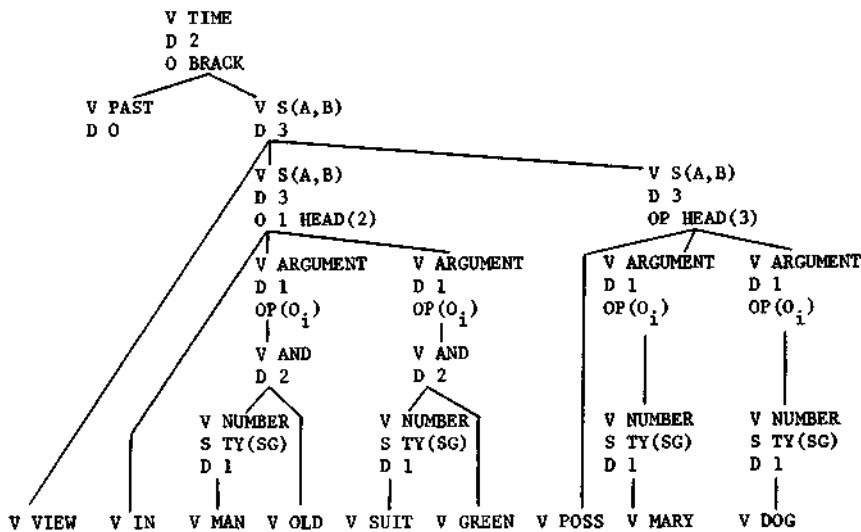 V TIME
D 2
O BRACK
V PAST V S(A,B)
D O D 3
V S(A,B) V S(A,B)
D 3 D 3
O 1 HEAD(2) OP HEAD(3)
V ARGUMENT V ARGUMENT V ARGUMENT V ARGUMENT
D 1 D 1 D 1 D 1
OP(O_i) OP(O_i) OP(O_i) OP(O_i)
V AND V AND
D 2 D 2
V NUMBER V NUMBER V NUMBER V NUMBER
S TY(SG) S TY(SG) S TY(SG) S TY(SG)
D 1 D 1 D 1 D 1
V VIEW V IN V MAN V OLD V SUIT V GREEN V POSS V MARY V DOG